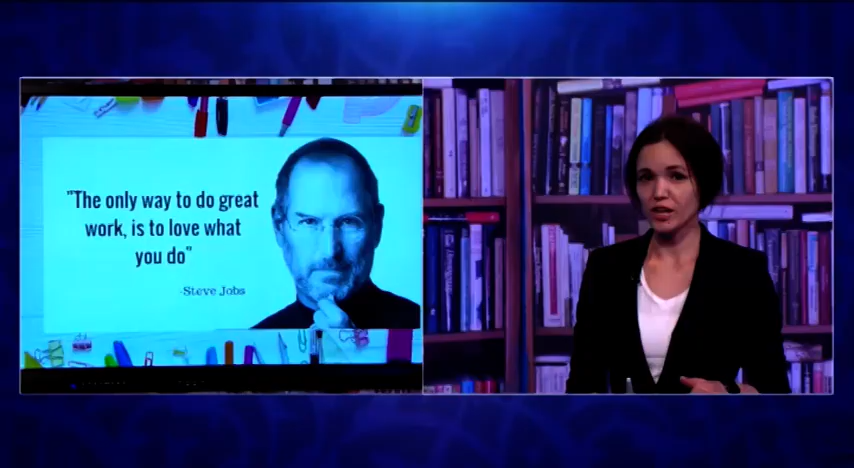 "The only way to do great
work, is to love what
you do"
-Steve Jobs